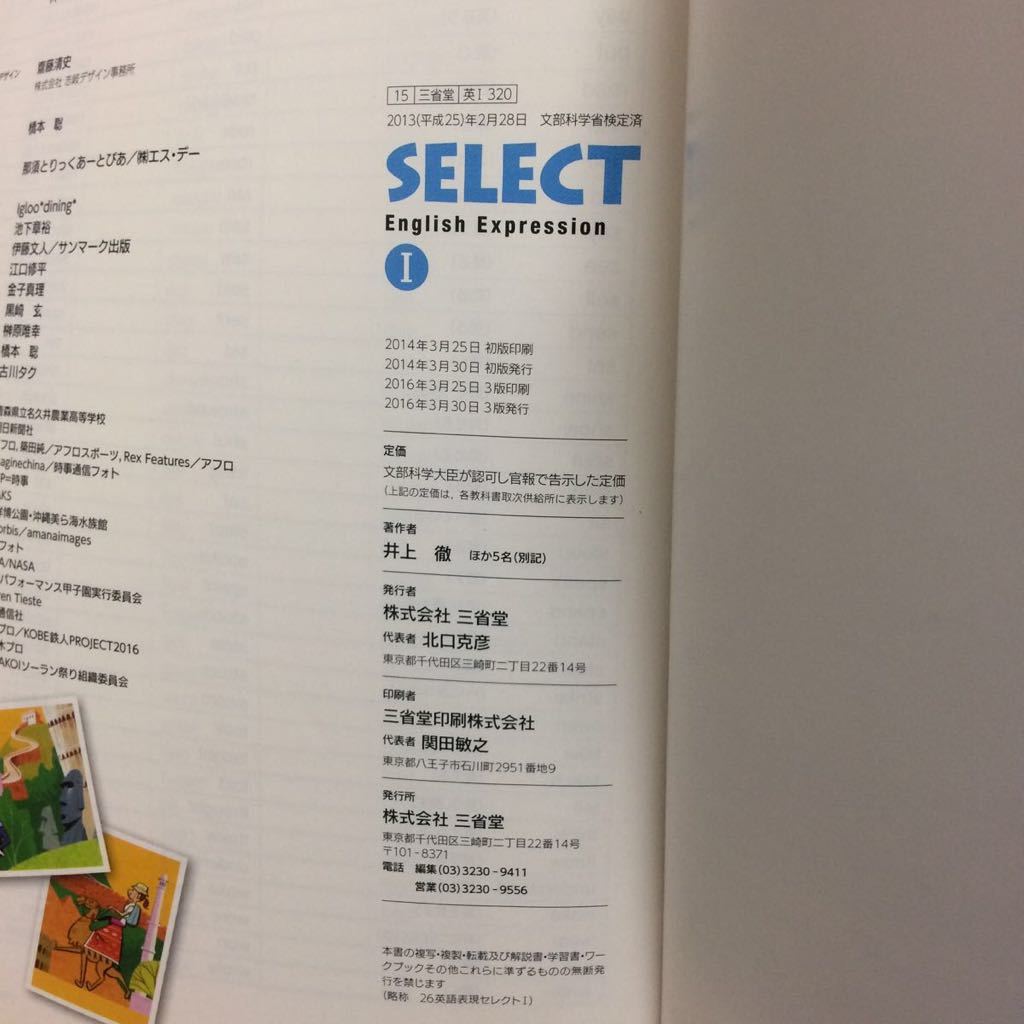 デザイン 齋藤清史
株式会社 志岐デザイン事務所
橋本 聡
那須とりっくあーとぴあ／㈱エス・デー
Igloo*dining*
池下章裕
伊藤文人／サンマーク出版
江口修平
金子真理
黒崎 玄
榊原唯幸
橋本 聡
古川タク
青森県立名久井農業高等学校
朝日新聞社
フロ, 築田純／アフロスポーツ, Rex Features／アフロ
aginechina／時事通信フォト
P=時事
AKS
洋博公園・沖縄美ら海水族館
orbis／amanaimages
フォト
A/NASA
パフォーマンス甲子園実行委員会
en Tieste
通信社
プロ／KOBE鉄人PROJECT2016
木プロ
AKOIソーラン祭り組織委員会
15 三省堂 英Ⅰ 320
2013(平成25)年2月28日 文部科学省検定済
SELECT
English Expression
I
2014年3月25日 初版印刷
2014年3月30日 初版発行
2016年3月25日 3版印刷
2016年3月30日 3版発行
定価
文部科学大臣が認可し官報で告示した定価
(上記の定価は，各教科書取次供給所に表示します)
著作者
井上 徹 ほか5名(別記)
発行者
株式会社 三省堂
代表者 北口克彦
東京都千代田区三崎町二丁目22番14号
印刷者
三省堂印刷株式会社
代表者 関田敏之
東京都八王子市石川町2951番地9
発行所
株式会社 三省堂
東京都千代田区三崎町二丁目22番14号
〒101-8371
電話 編集(03)3230-9411
営業(03)3230-9556
本書の複写・複製・転載及び解説書・学習書・ワー
クブックその他これらに準ずるものの無断発
行を禁じます
(略称 26英語表現セレクトⅠ)